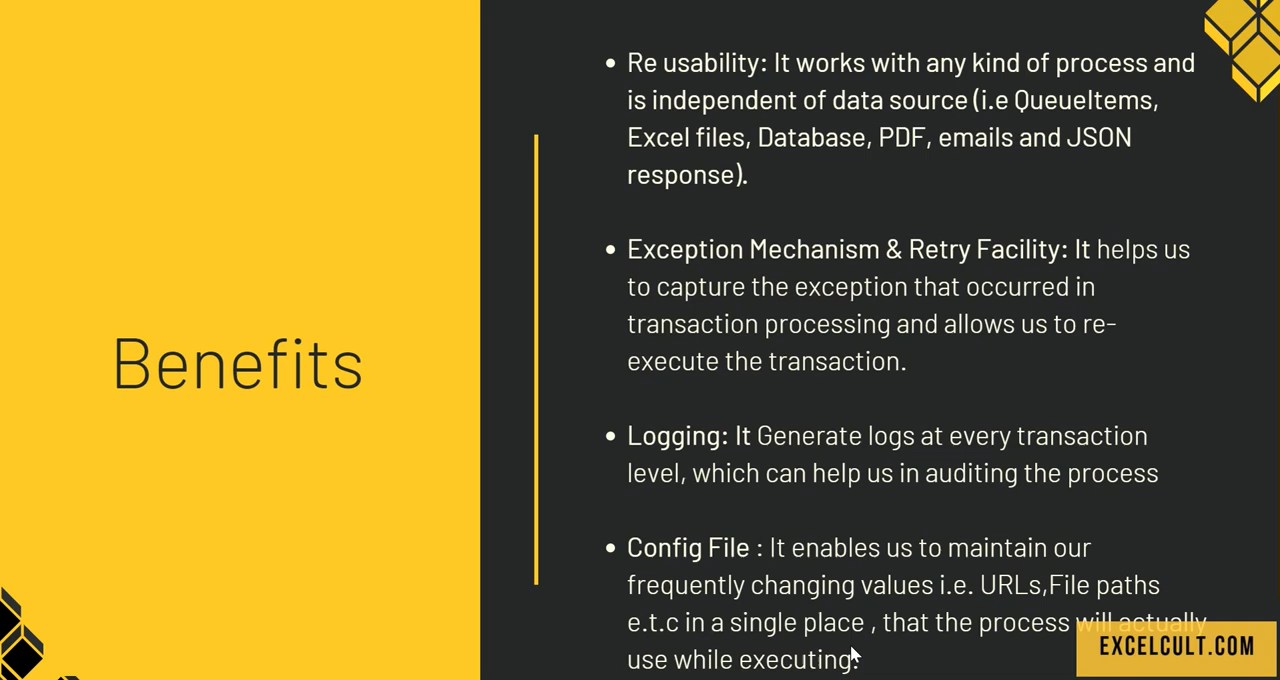 Benefits
• Re usability: It works with any kind of process and
is independent of data source (i.e QueueItems,
Excel files, Database, PDF, emails and JSON
response).
• Exception Mechanism & Retry Facility: It helps us
to capture the exception that occurred in
transaction processing and allows us to re-
execute the transaction.
• Logging: It Generate logs at every transaction
level, which can help us in auditing the process
• Config File : It enables us to maintain our
frequently changing values i.e. URLs,File paths
e.t.c in a single place , that the process will actually
use while executing.
EXCELCULT.COM